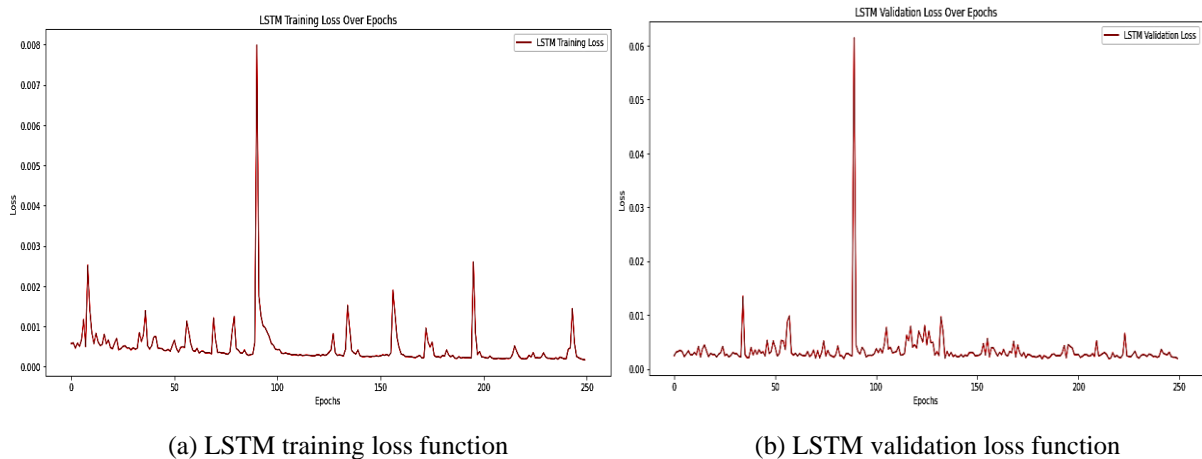 LSTM Training Loss Over Epochs
LSTM Training Loss
0.008
0.007
0.006
0.005
0.004
0.003
0.002
0.001
0.000
Loss
0
50
100
150
200
250
Epochs
(a) LSTM training loss function
LSTM Validation Loss Over Epochs
LSTM Validation Loss
0.06
0.05
0.04
0.03
0.02
0.01
0.00
Loss
0
50
100
150
200
250
Epochs
(b) LSTM validation loss function